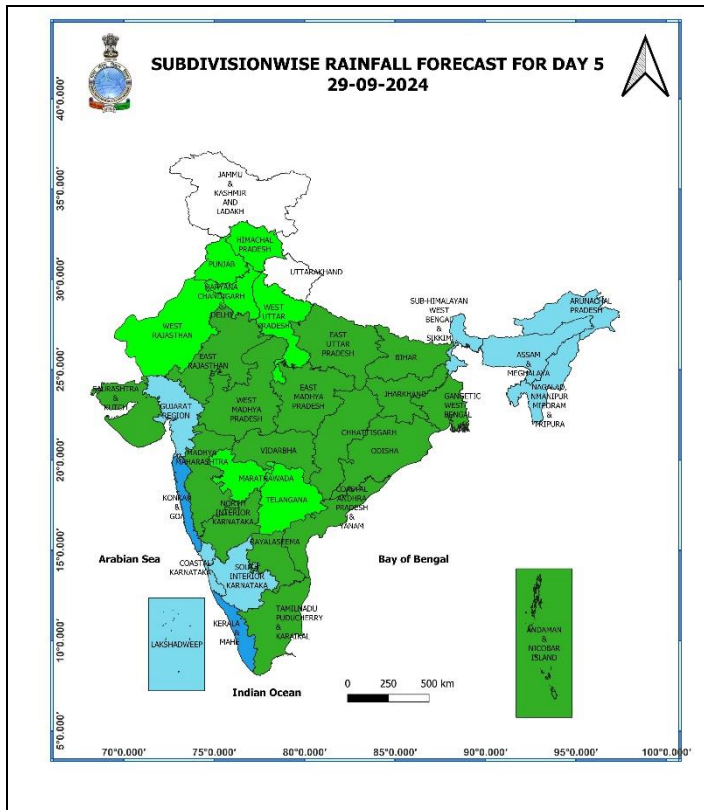 SUBDIVISIONWISE RAINFALL FORECAST FOR DAY 5
29-09-2024
40°0.000'
35°0.000'
30°0.000'
25°0.000'
20°0.000'
15°0.000'
10°0.000'
5°0.000'
JAMMU
&
KASHMIR
AND
LADAKH
HIMACHAL
PRADESH
PUNJAB
UTTARAKHAND
HARYANA
CHANDIGARH
&
DELHI
WEST
UTTAR
PRADESH
WEST
RAJASTHAN
EAST
RAJASTHAN
EAST
UTTAR
PRADESH
BIHAR
SUB-HIMALAYAN
WEST
BENGAL
&
SIKKIM
ARUNACHAL
PRADESH
ASSAM
&
MEGHALAYA
NAGALAD,
NMANIPUR
MIZORAM
&
TRIPURA
SAURASHTRA
&
KUTCH
GUJARAT
REGION
WEST
MADHYA
PRADESH
EAST
MADHYA
PRADESH
JHARKHAND
GANGETIC
WEST
BENGAL
CHHATTISGARH
ODISHA
VIDARBHA
MADHYA
MAHARASHTRA
MARATHWADA
KONKAN
&
GOA
TELANGANA
COASTAL
ANDHRA
PRADESH
&
YANAM
NORTH
INTERIOR
KARNATAKA
RAYALASEEMA
Arabian Sea
Bay of Bengal
COASTAL
KARNATAKA
SOUTH
INTERIOR
KARNATAKA
LAKSHADWEEP
KERALA
&
MAHE
TAMILNADU
PUDUCHERRY
&
KARAIKAL
ANDAMAN
&
NICOBAR
ISLAND
Indian Ocean
0 250 500 km
70°0.000' 75°0.000' 80°0.000' 85°0.000' 90°0.000' 95°0.000' 100°0.000'